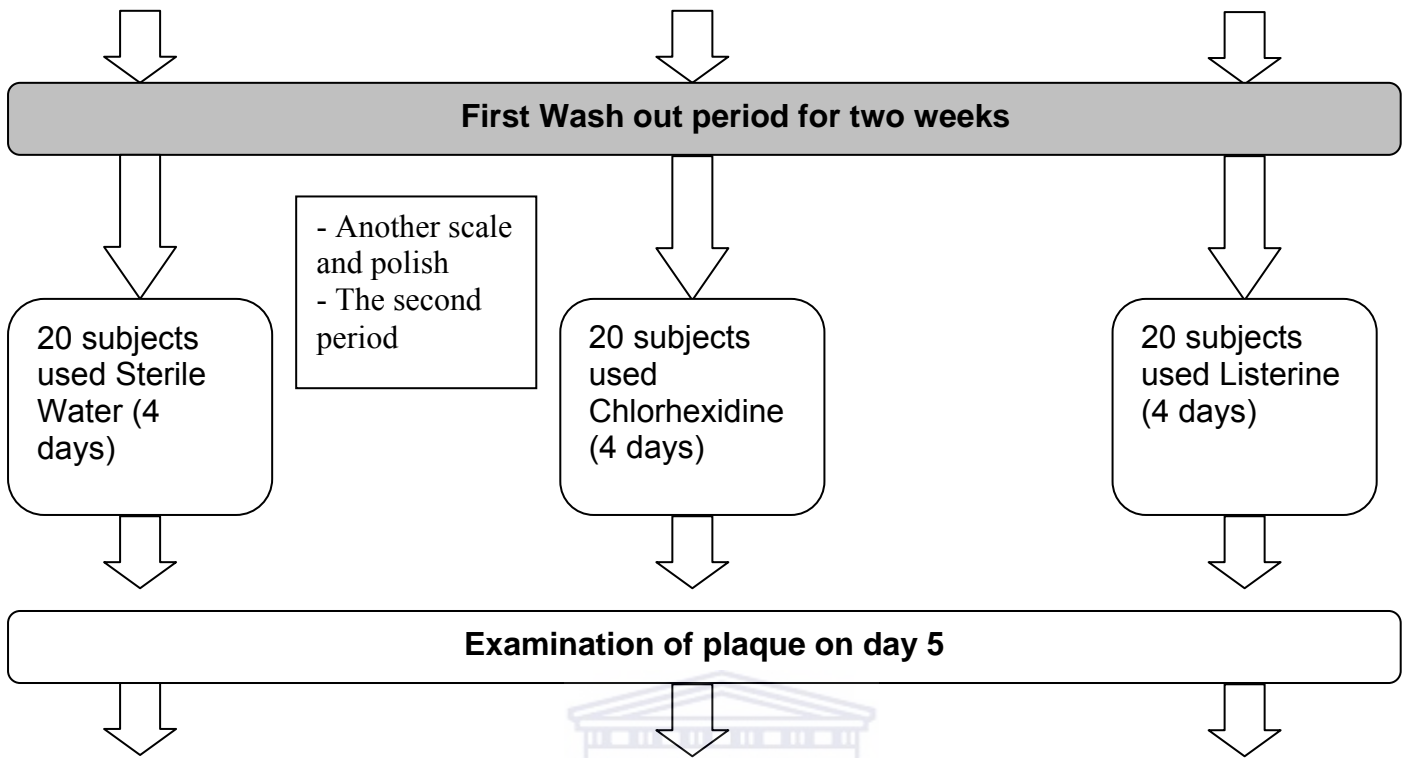 First Wash out period for two weeks
- Another scale
and polish
- The second
period
20 subjects
used Sterile
Water (4
days)
20 subjects
used
Chlorhexidine
(4 days)
20 subjects
used Listerine
(4 days)
Examination of plaque on day 5